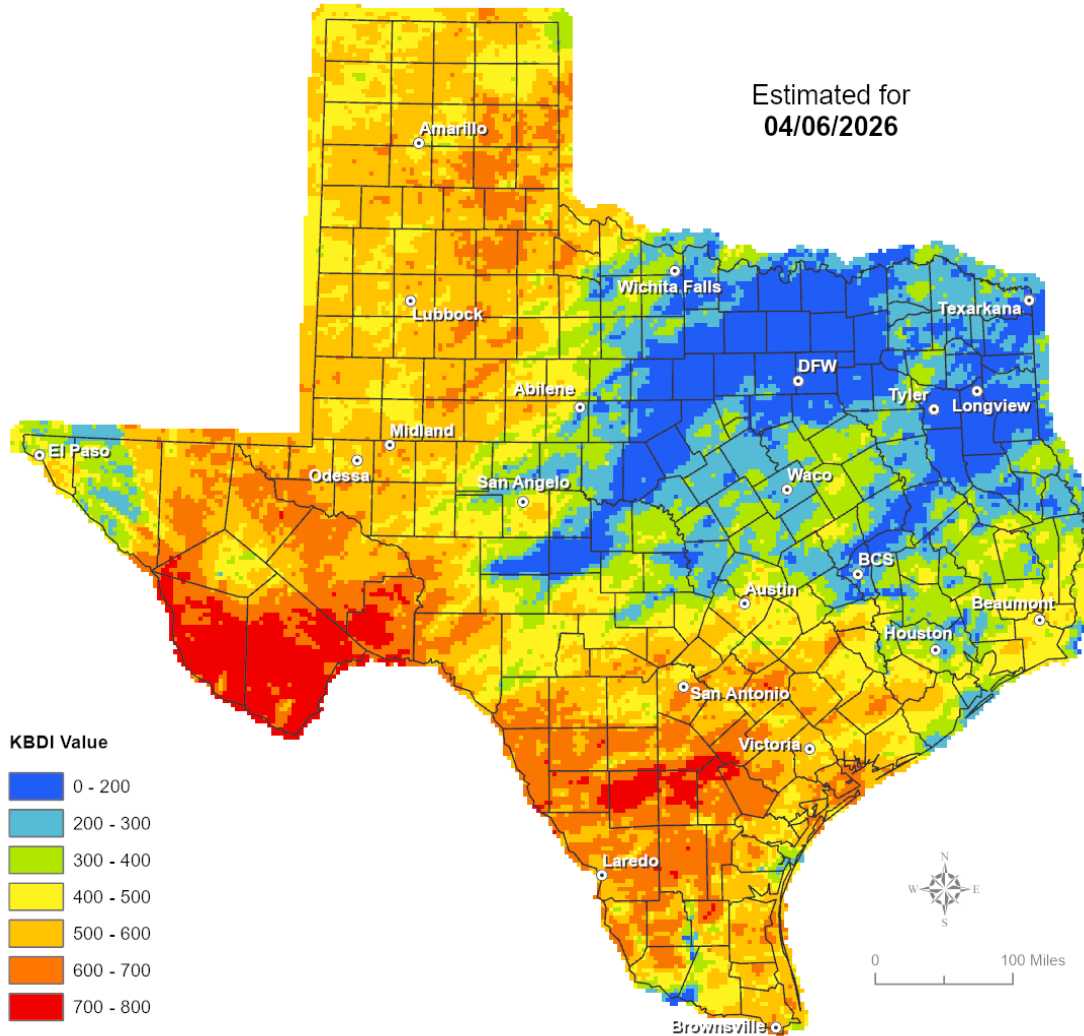 Estimated for
04/06/2026
Amarillo
Wichita Falls
Texarkana
Lubbock
DFW
Abilene
Tyler
Longview
Midland
El Paso
Odessa
San Angelo
Waco
BCS
Austin
Beaumont
Houston
San Antonio
Victoria
KBDI Value
0 - 200
200 - 300
300 - 400
400 - 500
500 - 600
600 - 700
700 - 800
Laredo
N
W E
S
0 100 Miles
Brownsville